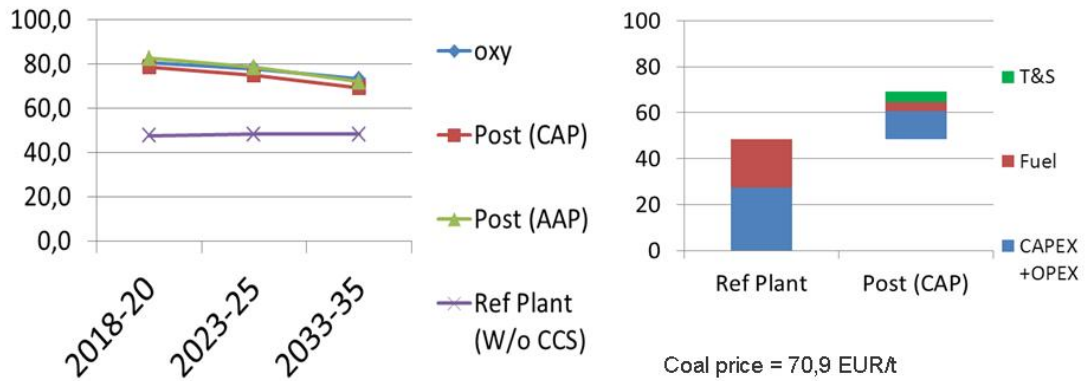 100,0
80,0
60,0
40,0
20,0
0,0
2018-20
2023-25
2033-35
oxy
Post (CAP)
Post (AAP)
Ref Plant
(W/o CCS)
100
80
60
40
20
0
Ref Plant
Post (CAP)
T&S
Fuel
CAPEX
+OPEX
Coal price = 70,9 EUR/t